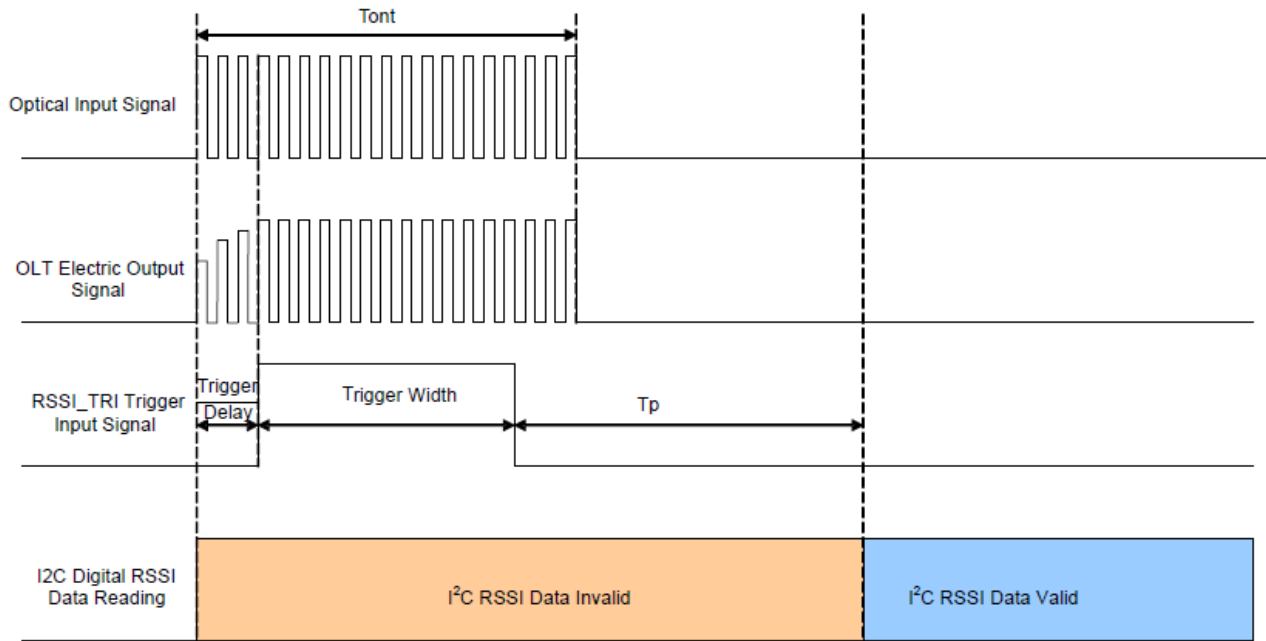 Tont
Optical Input Signal
OLT Electric Output
Signal
RSSI_TRI Trigger
Input Signal
Trigger
Delay
Trigger Width
Tp
I2C Digital RSSI
Data Reading
I²C RSSI Data Invalid
I²C RSSI Data Valid